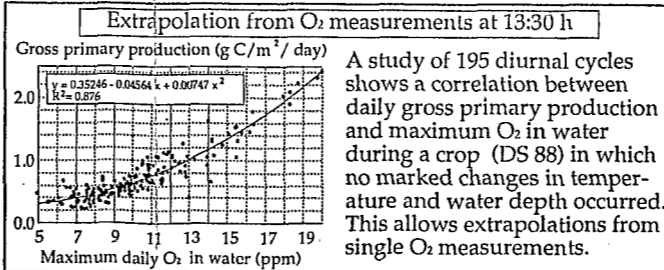 Extrapolation from O₂ measurements at 13:30 h
Gross primary production (g C/m²/ day)
y = 0.35246 - 0.04564 x + 0.00747 x²
R²= 0.876
2.0
1.0
0.0
5 7 9 11 13 15 17 19
Maximum daily O₂ in water (ppm)
A study of 195 diurnal cycles
shows a correlation between
daily gross primary production
and maximum O₂ in water
during a crop (DS 88) in which
no marked changes in temper-
ature and water depth occurred.
This allows extrapolations from
single O₂ measurements.